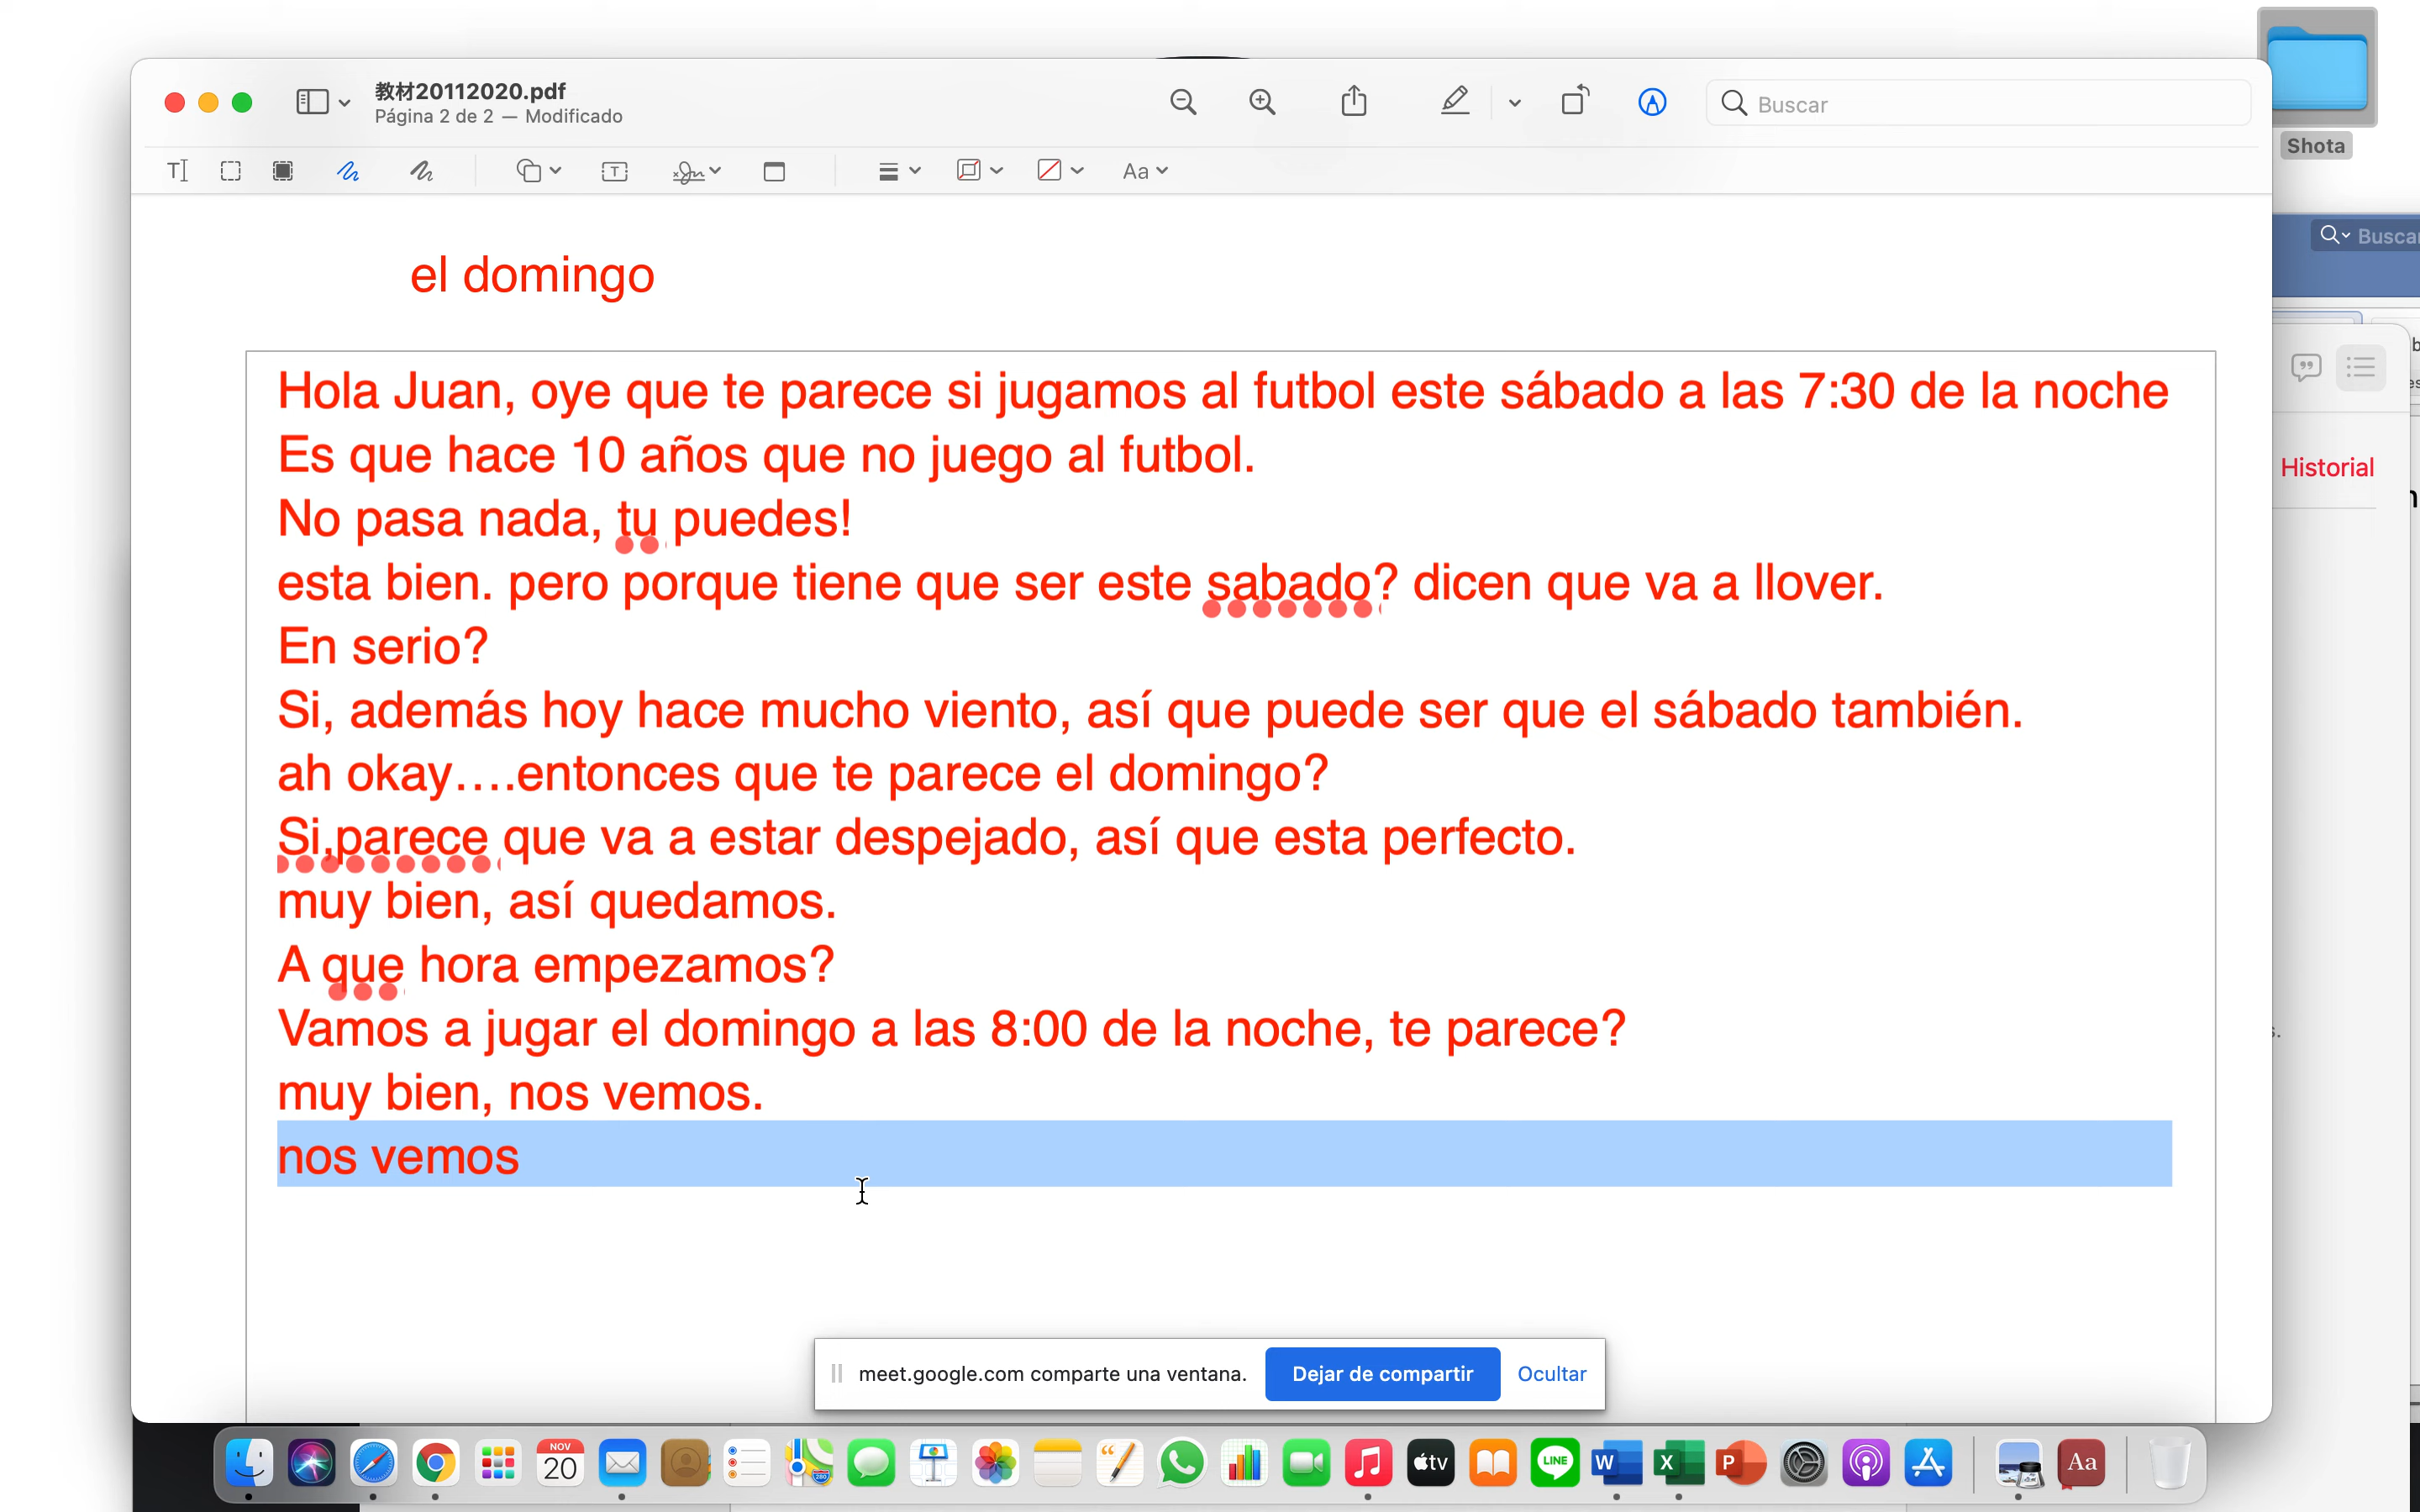 Shota
教材20112020.pdf
Página 2 de 2 — Modificado
Buscar
Aa
Buscar
Historial
el domingo
Hola Juan, oye que te parece si jugamos al futbol este sábado a las 7:30 de la noche
Es que hace 10 años que no juego al futbol.
No pasa nada, tu puedes!
esta bien. pero porque tiene que ser este sabado? dicen que va a llover.
En serio?
Si, además hoy hace mucho viento, así que puede ser que el sábado también.
ah okay….entonces que te parece el domingo?
Si,parece que va a estar despejado, así que esta perfecto.
muy bien, así quedamos.
A que hora empezamos?
Vamos a jugar el domingo a las 8:00 de la noche, te parece?
muy bien, nos vemos.
nos vemos
meet.google.com comparte una ventana.
Dejar de compartir
Ocultar
NOV
20
280
tv
LINE
W
X
P
Aa